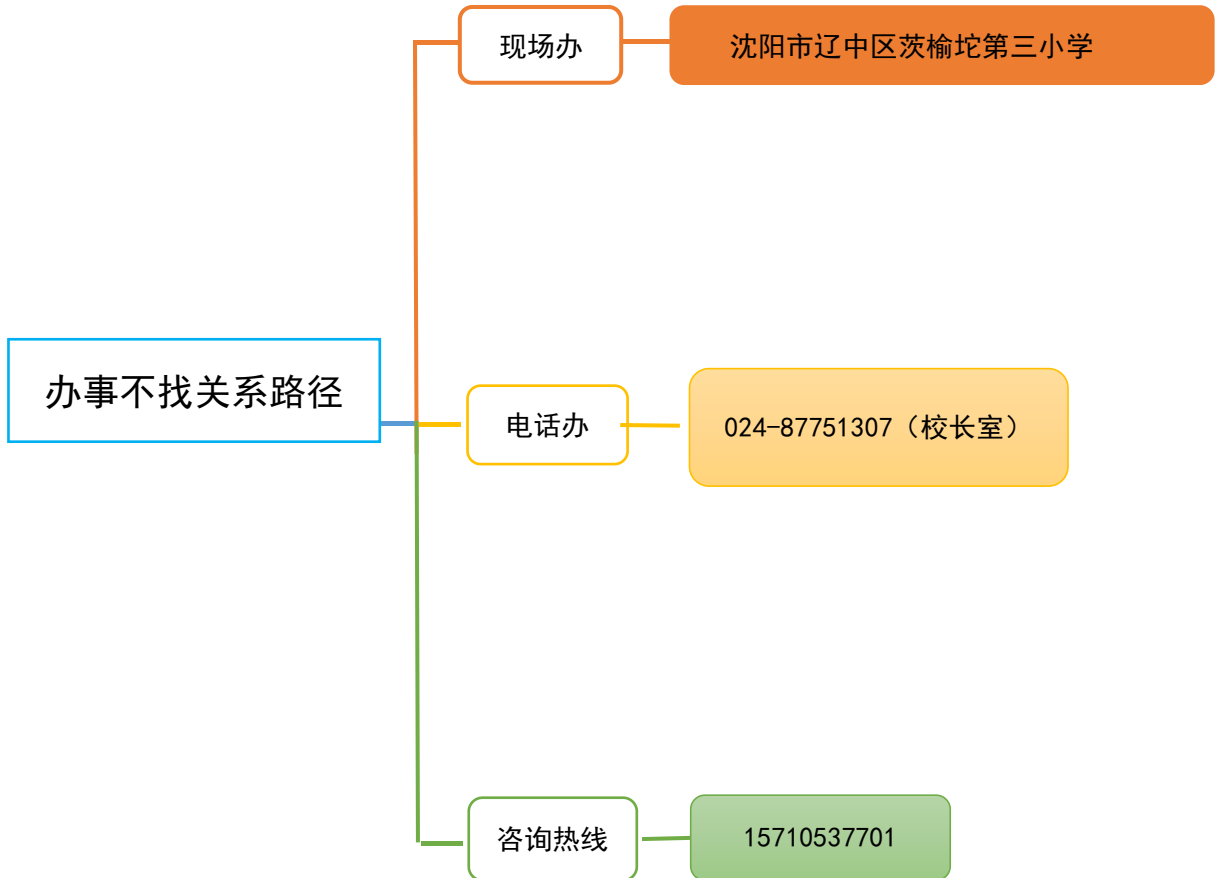 现场办
沈阳市辽中区茨榆坨第三小学
办事不找关系路径
电话办
024-87751307（校长室）
咨询热线
15710537701